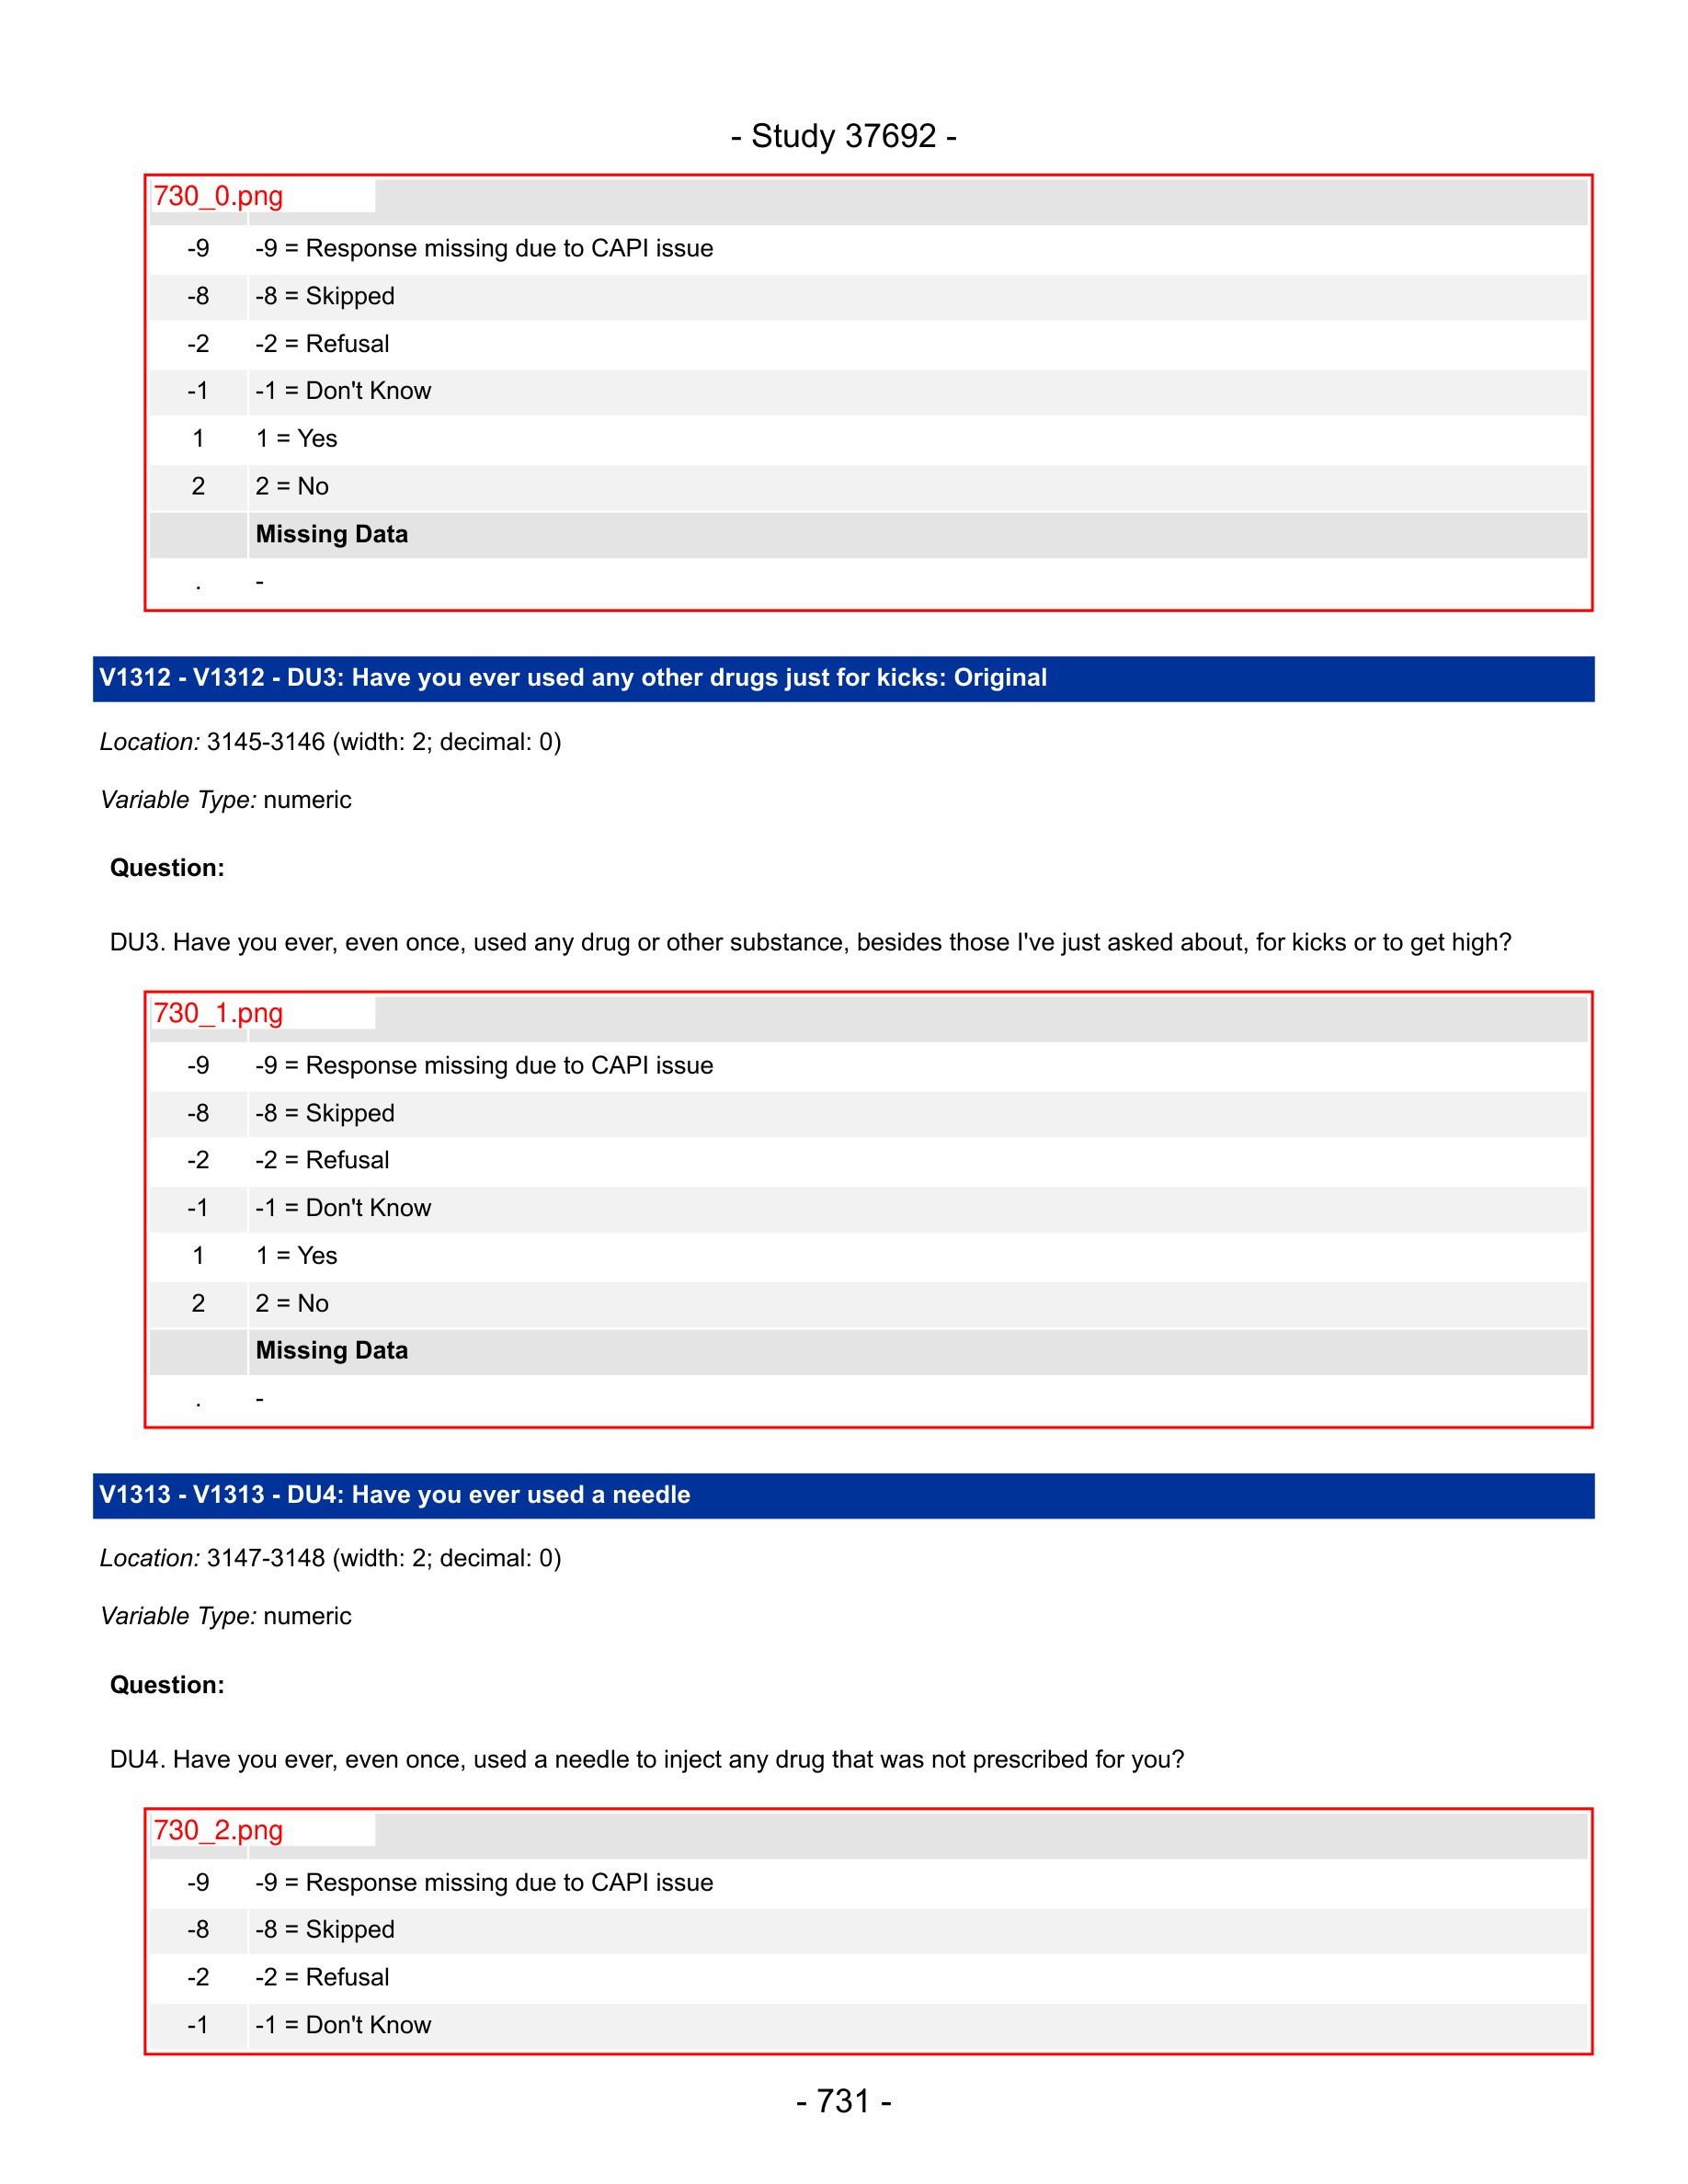 - Study 37692 -
730_0.png
-9 -9 = Response missing due to CAPI issue
-8 -8 = Skipped
-2 -2 = Refusal
-1 -1 = Don't Know
1 1 = Yes
2 2 = No
Missing Data
. -
V1312 - V1312 - DU3: Have you ever used any other drugs just for kicks: Original
Location: 3145-3146 (width: 2; decimal: 0)
Variable Type: numeric
Question:
DU3. Have you ever, even once, used any drug or other substance, besides those I've just asked about, for kicks or to get high?
730_1.png
-9 -9 = Response missing due to CAPI issue
-8 -8 = Skipped
-2 -2 = Refusal
-1 -1 = Don't Know
1 1 = Yes
2 2 = No
Missing Data
. -
V1313 - V1313 - DU4: Have you ever used a needle
Location: 3147-3148 (width: 2; decimal: 0)
Variable Type: numeric
Question:
DU4. Have you ever, even once, used a needle to inject any drug that was not prescribed for you?
730_2.png
-9 -9 = Response missing due to CAPI issue
-8 -8 = Skipped
-2 -2 = Refusal
-1 -1 = Don't Know
- 731 -